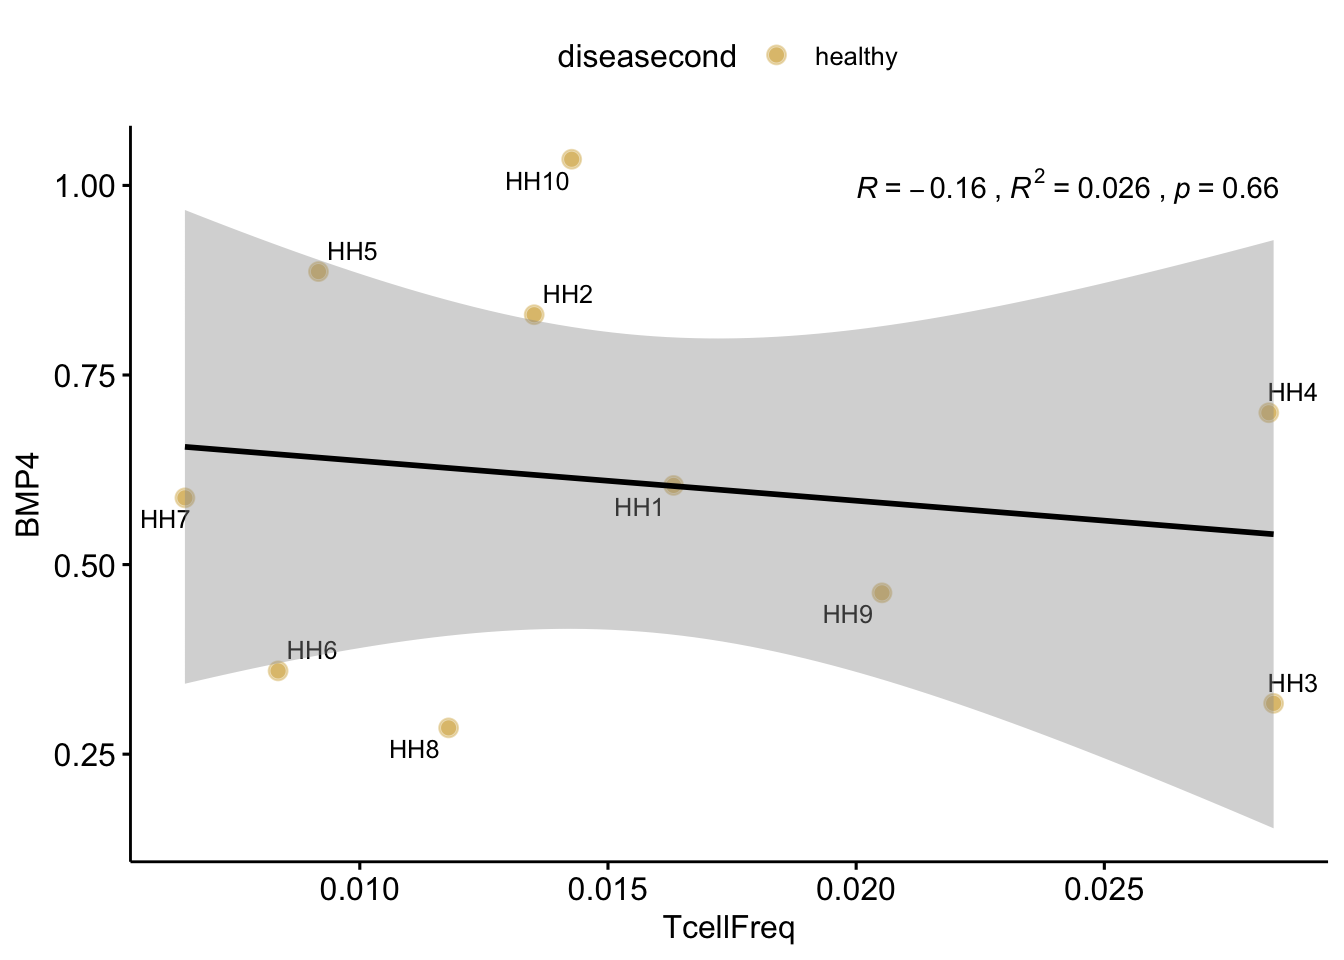 diseasecond healthy
R = −0.16 , R² = 0.026 , p = 0.66
HH10
HH5
HH2
HH4
HH1
HH7
HH9
HH6
HH3
HH8
BMP4
1.00
0.75
0.50
0.25
0.010 0.015 0.020 0.025
TcellFreq